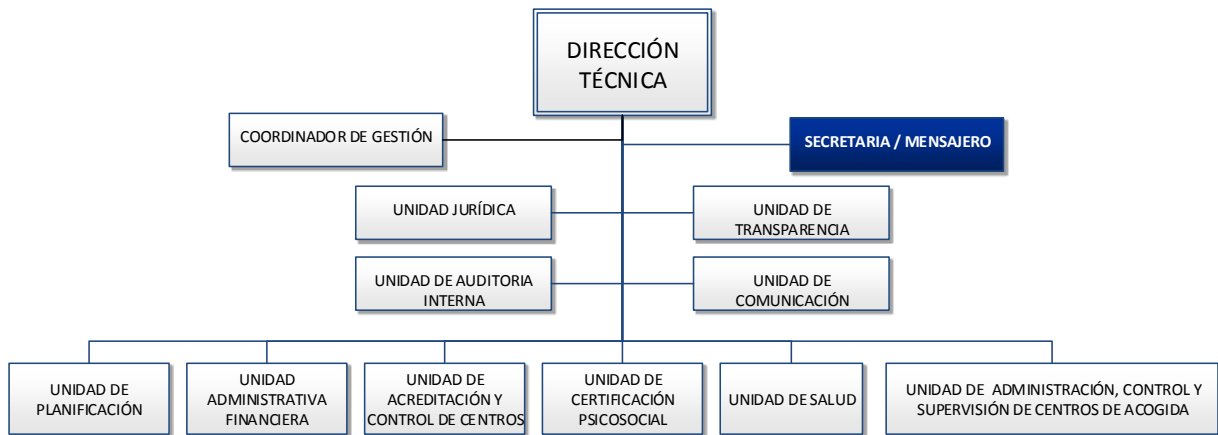 DIRECCIÓN
TÉCNICA
COORDINADOR DE GESTIÓN
SECRETARIA / MENSAJERO
UNIDAD JURÍDICA
UNIDAD DE
TRANSPARENCIA
UNIDAD DE AUDITORIA
INTERNA
UNIDAD DE
COMUNICACIÓN
UNIDAD DE
PLANIFICACIÓN
UNIDAD
ADMINISTRATIVA
FINANCIERA
UNIDAD DE
ACREDITACIÓN Y
CONTROL DE CENTROS
UNIDAD DE
CERTIFICACIÓN
PSICOSOCIAL
UNIDAD DE SALUD
UNIDAD DE ADMINISTRACIÓN, CONTROL Y
SUPERVISIÓN DE CENTROS DE ACOGIDA